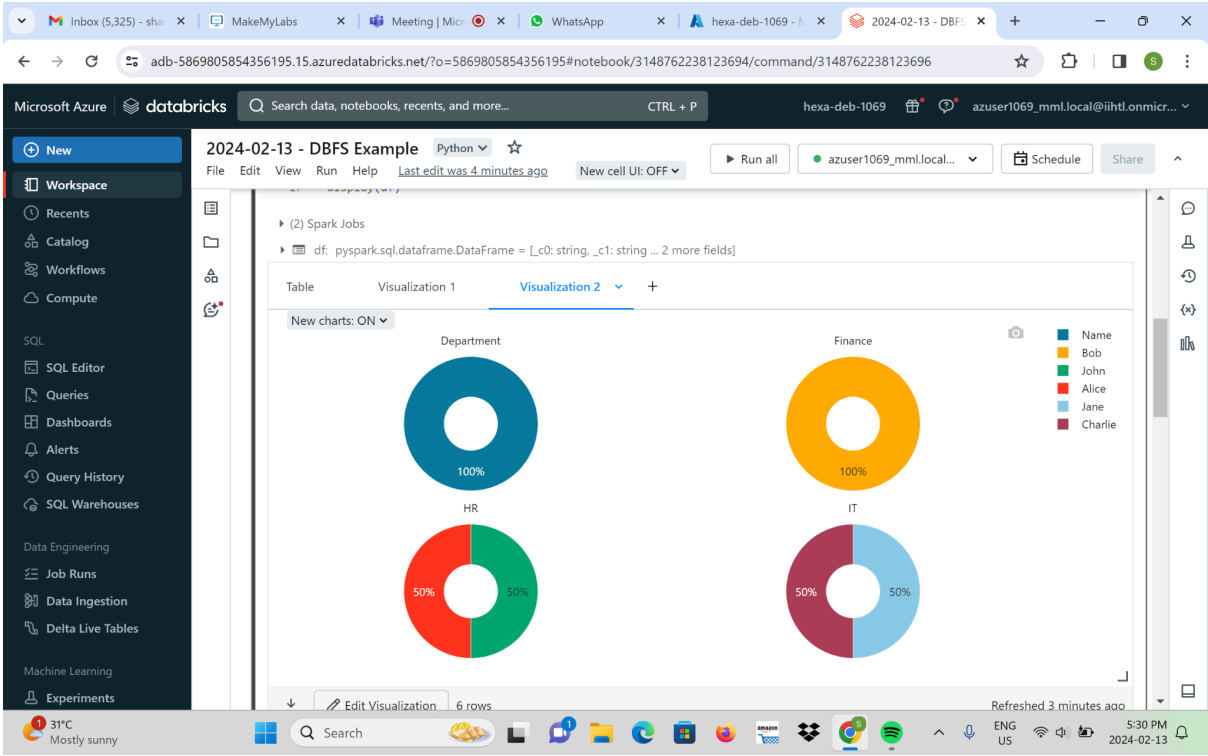 Inbox (5,325) - sha
MakeMyLabs
Meeting | Micr
WhatsApp
hexa-deb-1069 - M
2024-02-13 - DBFS
adb-5869805854356195.15.azuredatabricks.net/?o=5869805854356195#notebook/3148762238123694/command/3148762238123696
S
Microsoft Azure
databricks
Search data, notebooks, recents, and more...
CTRL + P
hexa-deb-1069
azuser1069_mml.local@iihtl.onmicr...
New
Workspace
Recents
Catalog
Workflows
Compute
SQL
SQL Editor
Queries
Dashboards
Alerts
Query History
SQL Warehouses
Data Engineering
Job Runs
Data Ingestion
Delta Live Tables
Machine Learning
Experiments
2024-02-13 - DBFS Example
Python
File Edit View Run Help Last edit was 4 minutes ago
New cell UI: OFF
Run all
azuser1069_mml.local...
Schedule
Share
17 display(df)
(2) Spark Jobs
df: pyspark.sql.dataframe.DataFrame = [_c0: string, _c1: string ... 2 more fields]
Table
Visualization 1
Visualization 2
+
New charts: ON
Department
100%
Finance
100%
HR
50%
50%
IT
50%
50%
Name
Bob
John
Alice
Jane
Charlie
Edit Visualization
6 rows
Refreshed 3 minutes ago
1
31°C
Mostly sunny
Search
amazon
S
ENG
US
5:30 PM
2024-02-13